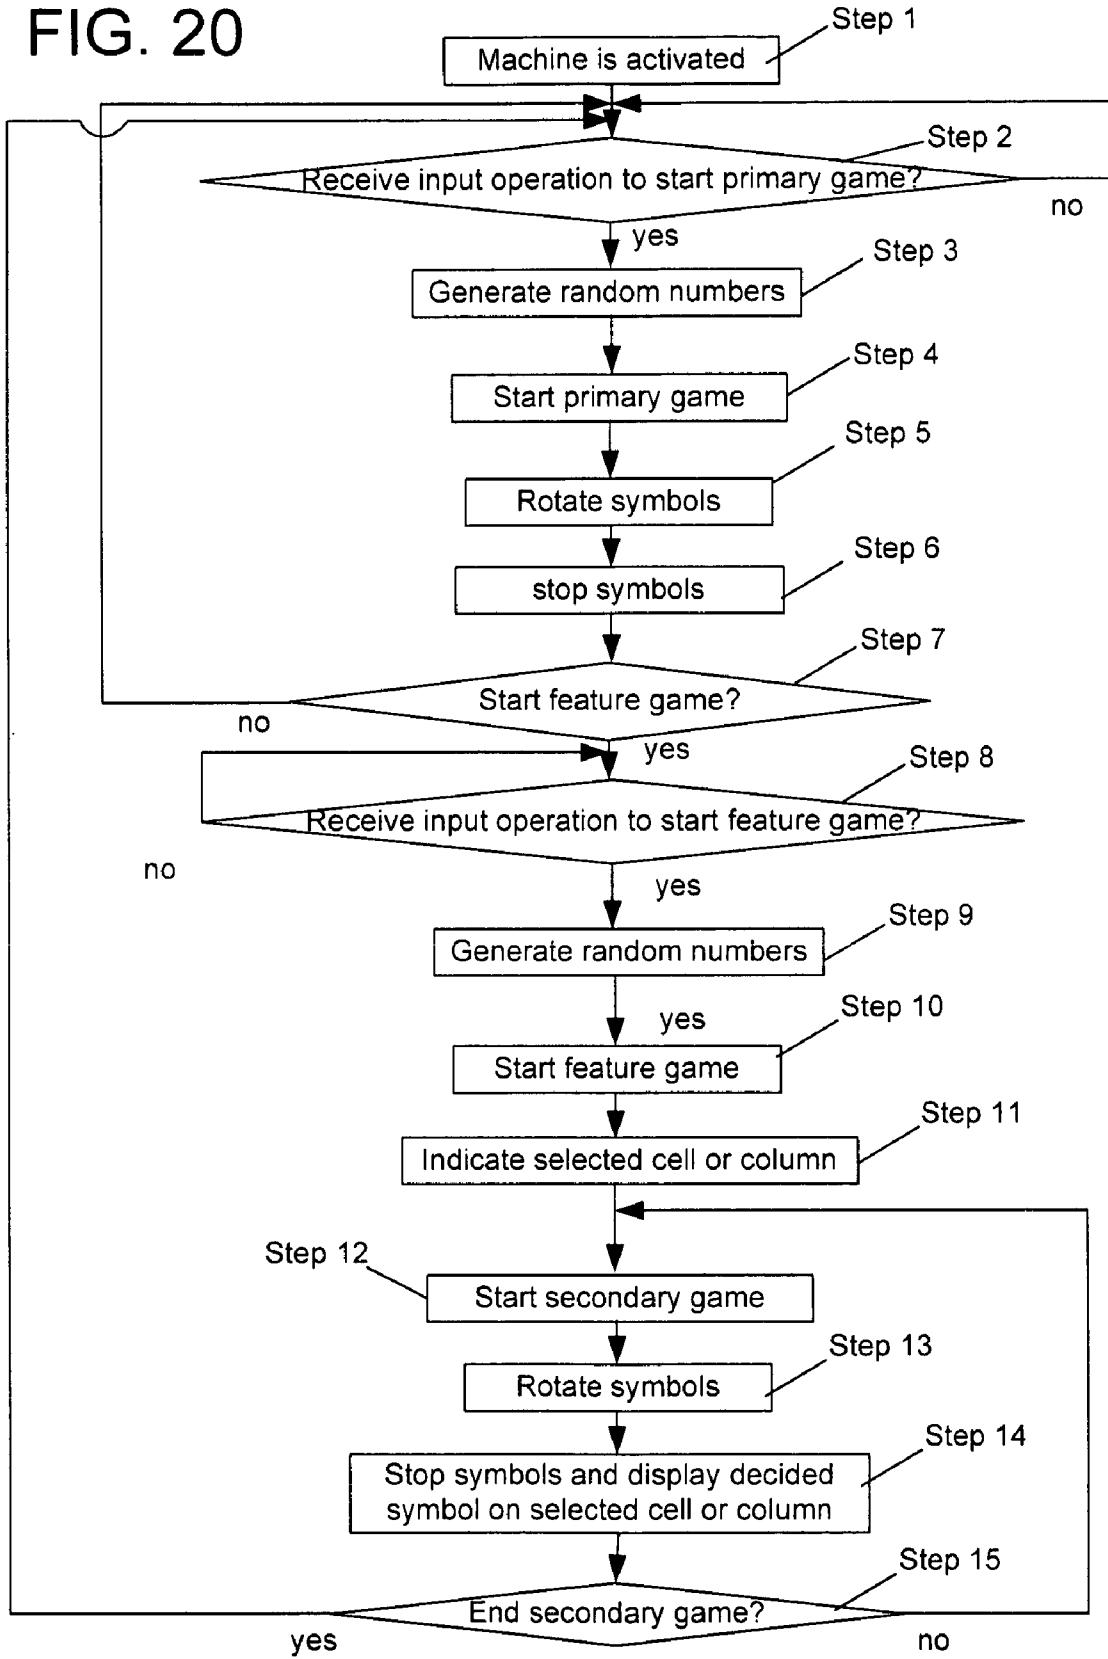 FIG. 20
Step 1
Machine is activated
Step 2
Receive input operation to start primary game?
no
yes
Step 3
Generate random numbers
Step 4
Start primary game
Step 5
Rotate symbols
Step 6
stop symbols
Step 7
Start feature game?
no
yes
Step 8
Receive input operation to start feature game?
no
yes
Step 9
Generate random numbers
yes
Step 10
Start feature game
Step 11
Indicate selected cell or column
Step 12
Start secondary game
Step 13
Rotate symbols
Step 14
Stop symbols and display decided
symbol on selected cell or column
Step 15
End secondary game?
yes
no